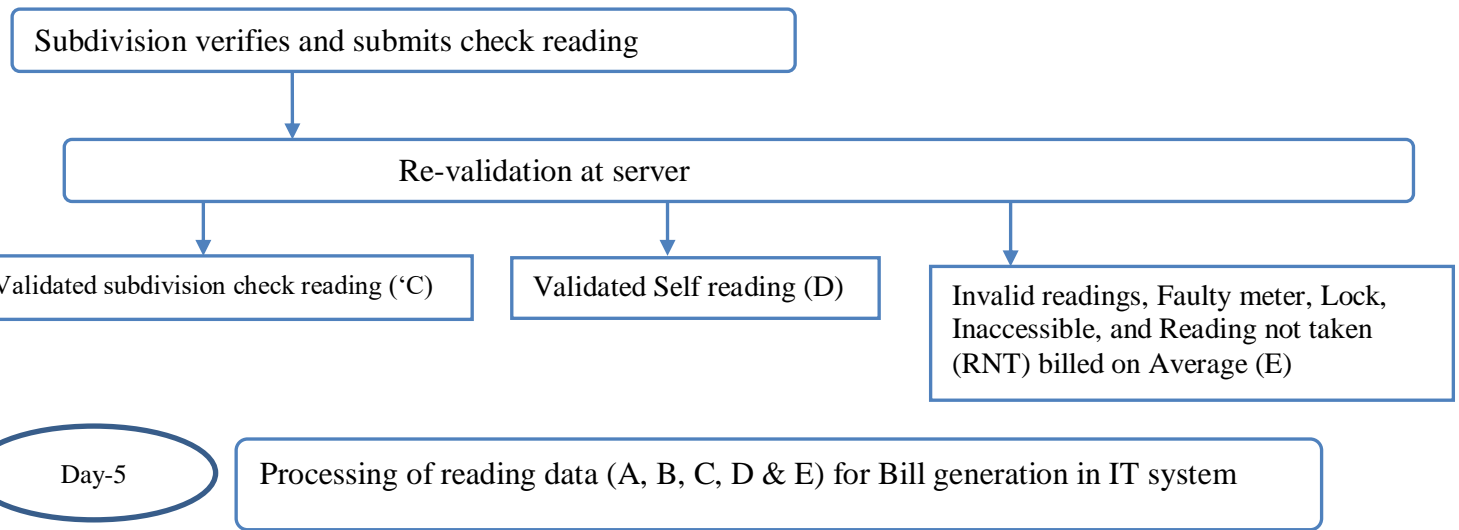 Subdivision verifies and submits check reading
Re-validation at server
Validated subdivision check reading (‘C)
Validated Self reading (D)
Invalid readings, Faulty meter, Lock,
Inaccessible, and Reading not taken
(RNT) billed on Average (E)
Day-5
Processing of reading data (A, B, C, D & E) for Bill generation in IT system